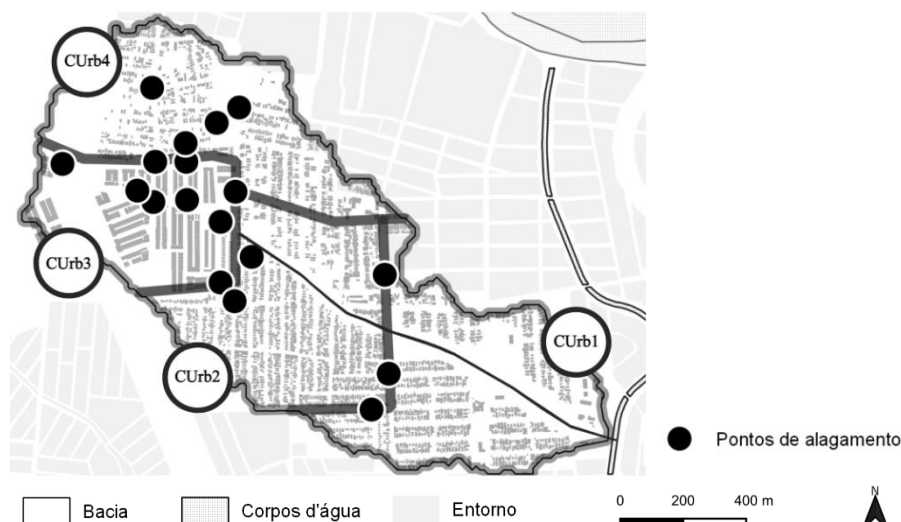 CUrb4
CUrb3
CUrb2
CUrb1
Pontos de alagamento
Bacia
Corpos d'água
Entorno
0 200 400 m
N